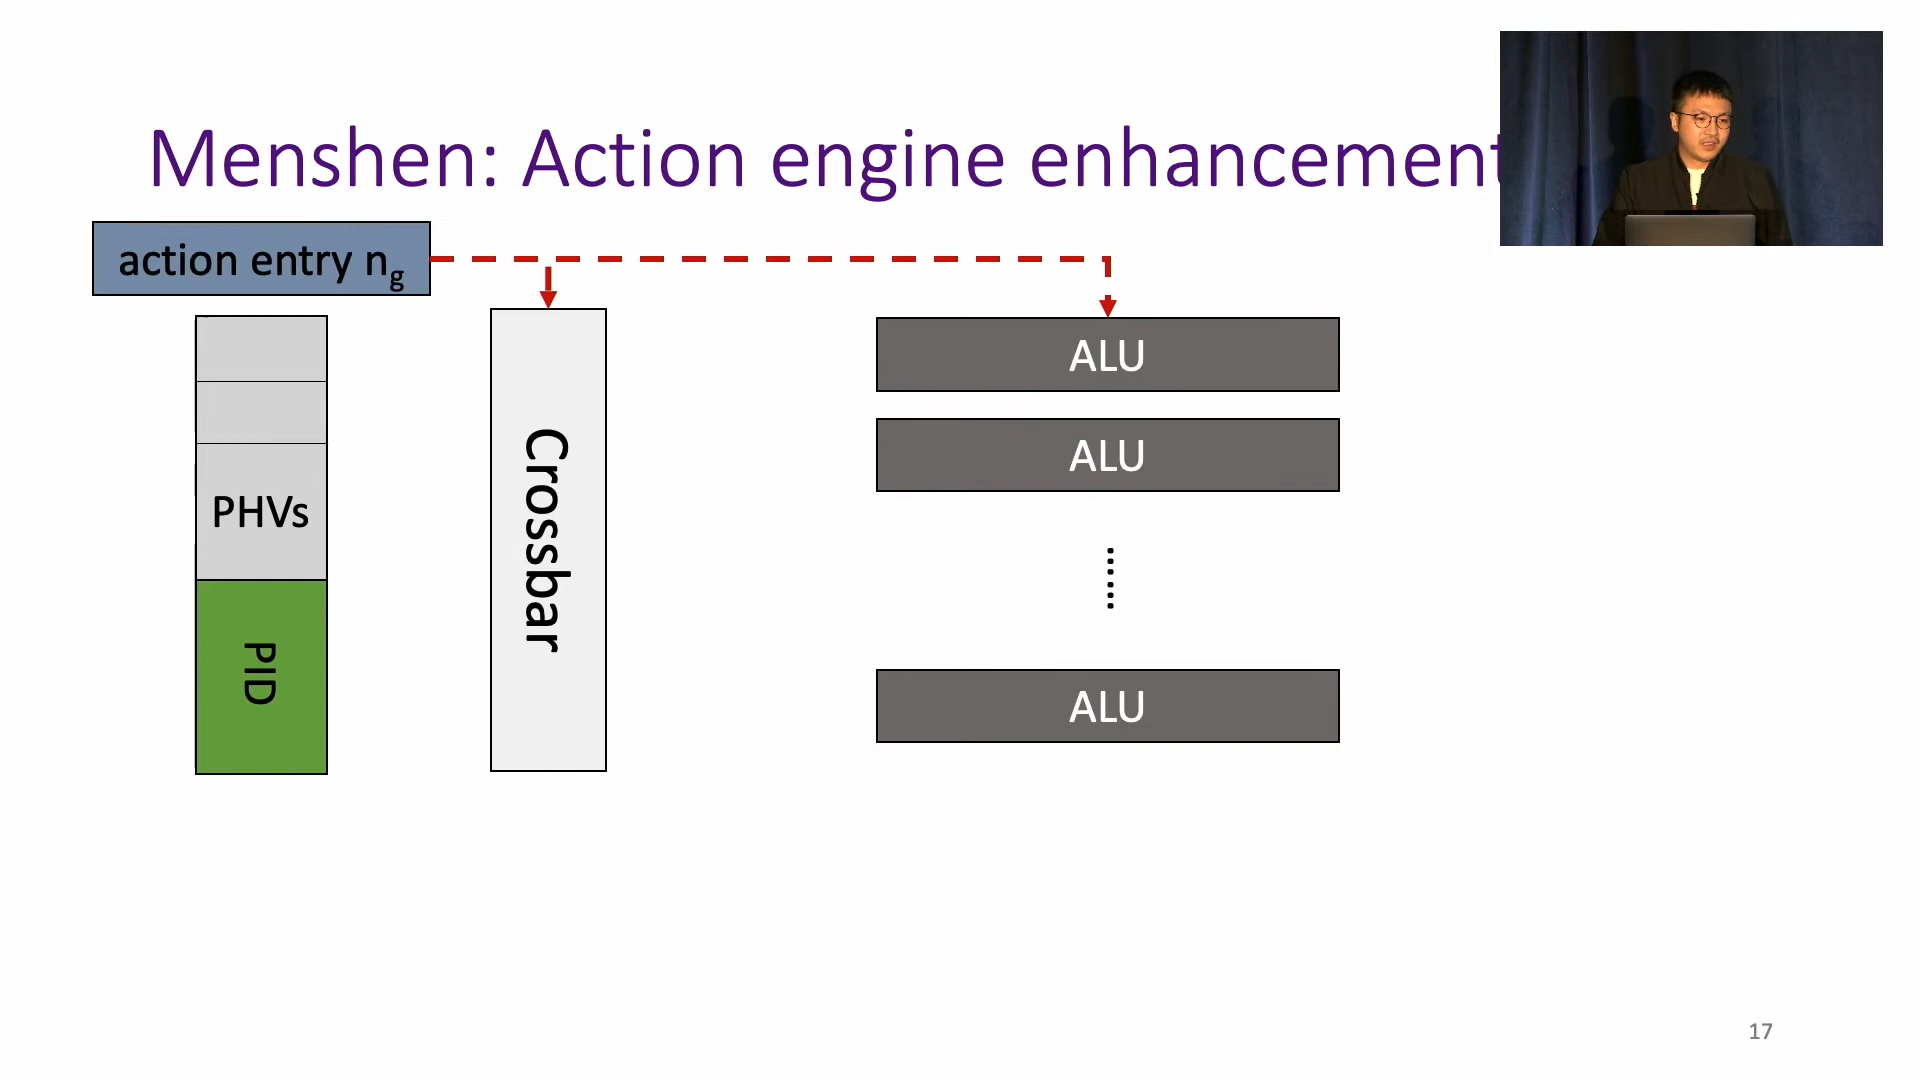 Menshen: Action engine enhancement
action entry ng
PHVs
PID
Crossbar
ALU
ALU
ALU
17